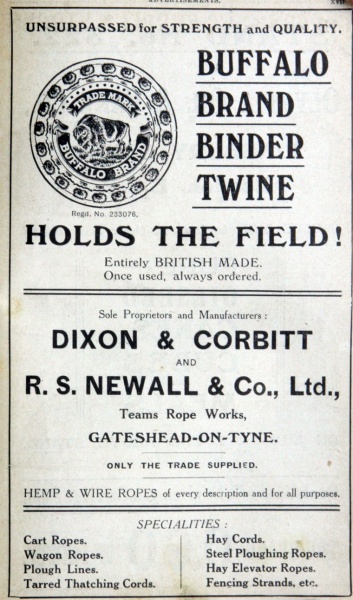 ADVERTISEMENTS.
XVII
UNSURPASSED for STRENGTH and QUALITY.
TRADE MARK
BUFFALO BRAND
Regd. No. 233076.
BUFFALO
BRAND
BINDER
TWINE
HOLDS THE FIELD!
Entirely BRITISH MADE.
Once used, always ordered.
Sole Proprietors and Manufacturers:
DIXON & CORBITT
AND
R. S. NEWALL & Co., Ltd.,
Teams Rope Works,
GATESHEAD-ON-TYNE.
ONLY THE TRADE SUPPLIED.
HEMP & WIRE ROPES of every description and for all purposes.
SPECIALITIES:
Cart Ropes.
Wagon Ropes.
Plough Lines.
Tarred Thatching Cords.
Hay Cords.
Steel Ploughing Ropes.
Hay Elevator Ropes.
Fencing Strands, etc.